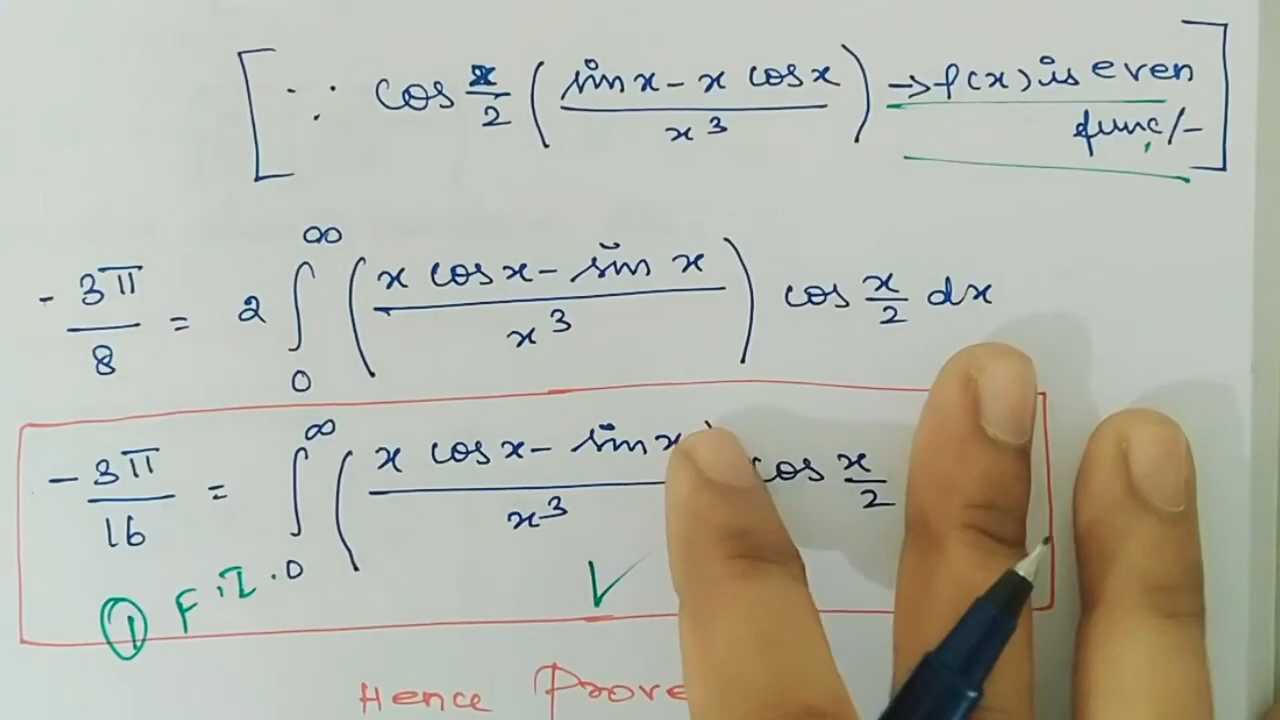 [∵ cos x/2 ( (sin x - x cos x) / x³ ) → f(x) is even
func/-]
- 3π/8 = 2 ∫₀^∞ ( (x cos x - sin x) / x³ ) cos x/2 dx
- 3π/16 = ∫₀^∞ ( (x cos x - sin x) / x³ cos x/2
① F.I.
Hence Prove